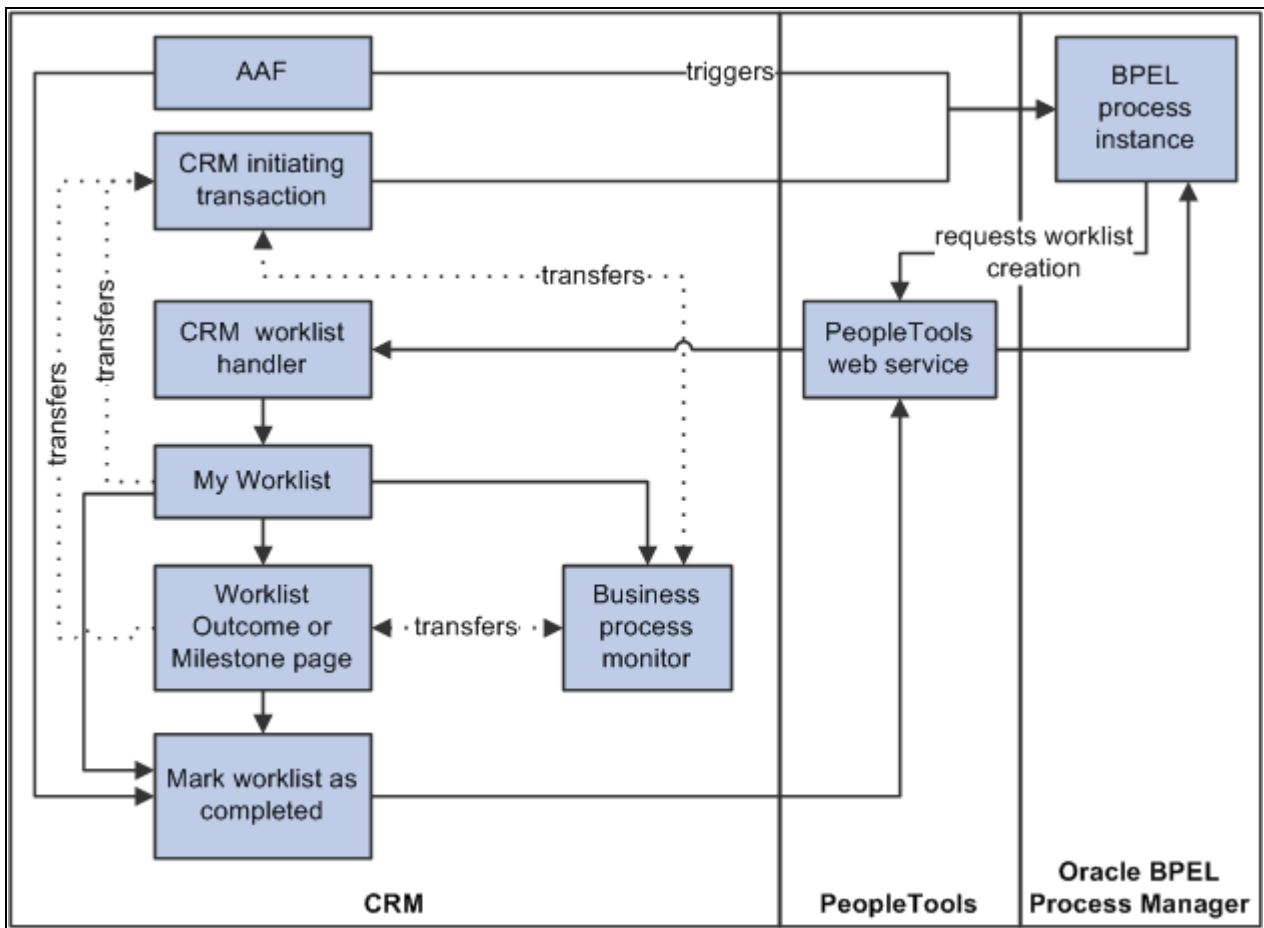 AAF
triggers
BPEL
process
instance
CRM initiating
transaction
requests worklist
creation
transfers
transfers
transfers
CRM worklist
handler
PeopleTools
web service
My Worklist
Worklist
Outcome or
Milestone page
transfers
Business
process
monitor
Mark worklist as
completed
CRM
PeopleTools
Oracle BPEL
Process Manager